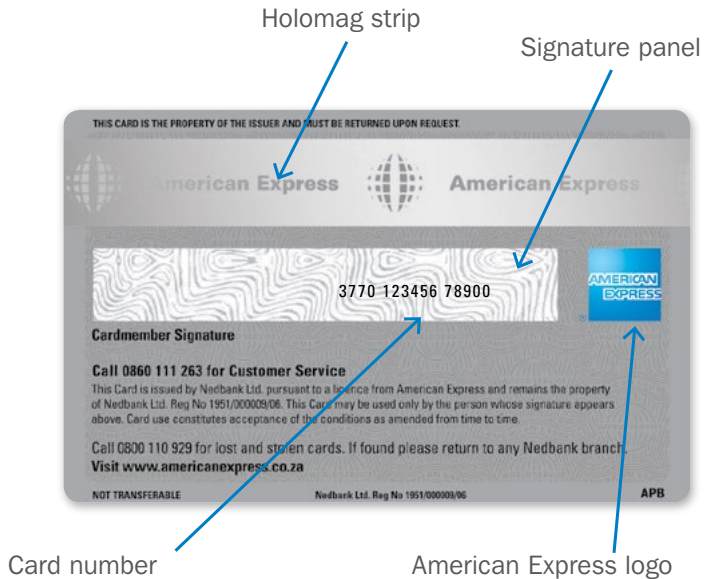 Holomag strip
Signature panel
THIS CARD IS THE PROPERTY OF THE ISSUER AND MUST BE RETURNED UPON REQUEST.
American Express American Express
3770 123456 78900
AMERICAN
EXPRESS
®
Cardmember Signature
Call 0860 111 263 for Customer Service
This Card is issued by Nedbank Ltd. pursuant to a licence from American Express and remains the property
of Nedbank Ltd. Reg No 1951/000009/06. This Card may be used only by the person whose signature appears
above. Card use constitutes acceptance of the conditions as amended from time to time.
Call 0800 110 929 for lost and stolen cards. If found please return to any Nedbank branch.
Visit www.americanexpress.co.za
NOT TRANSFERABLE Nedbank Ltd. Reg No 1951/000009/06 APB
Card number
American Express logo